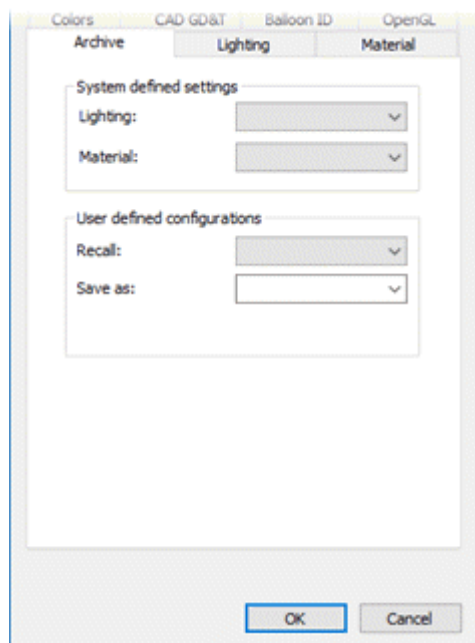 Colors CAD GD&T Balloon ID OpenGL
Archive Lighting Material
System defined settings
Lighting:
Material:
User defined configurations
Recall:
Save as:
OK Cancel